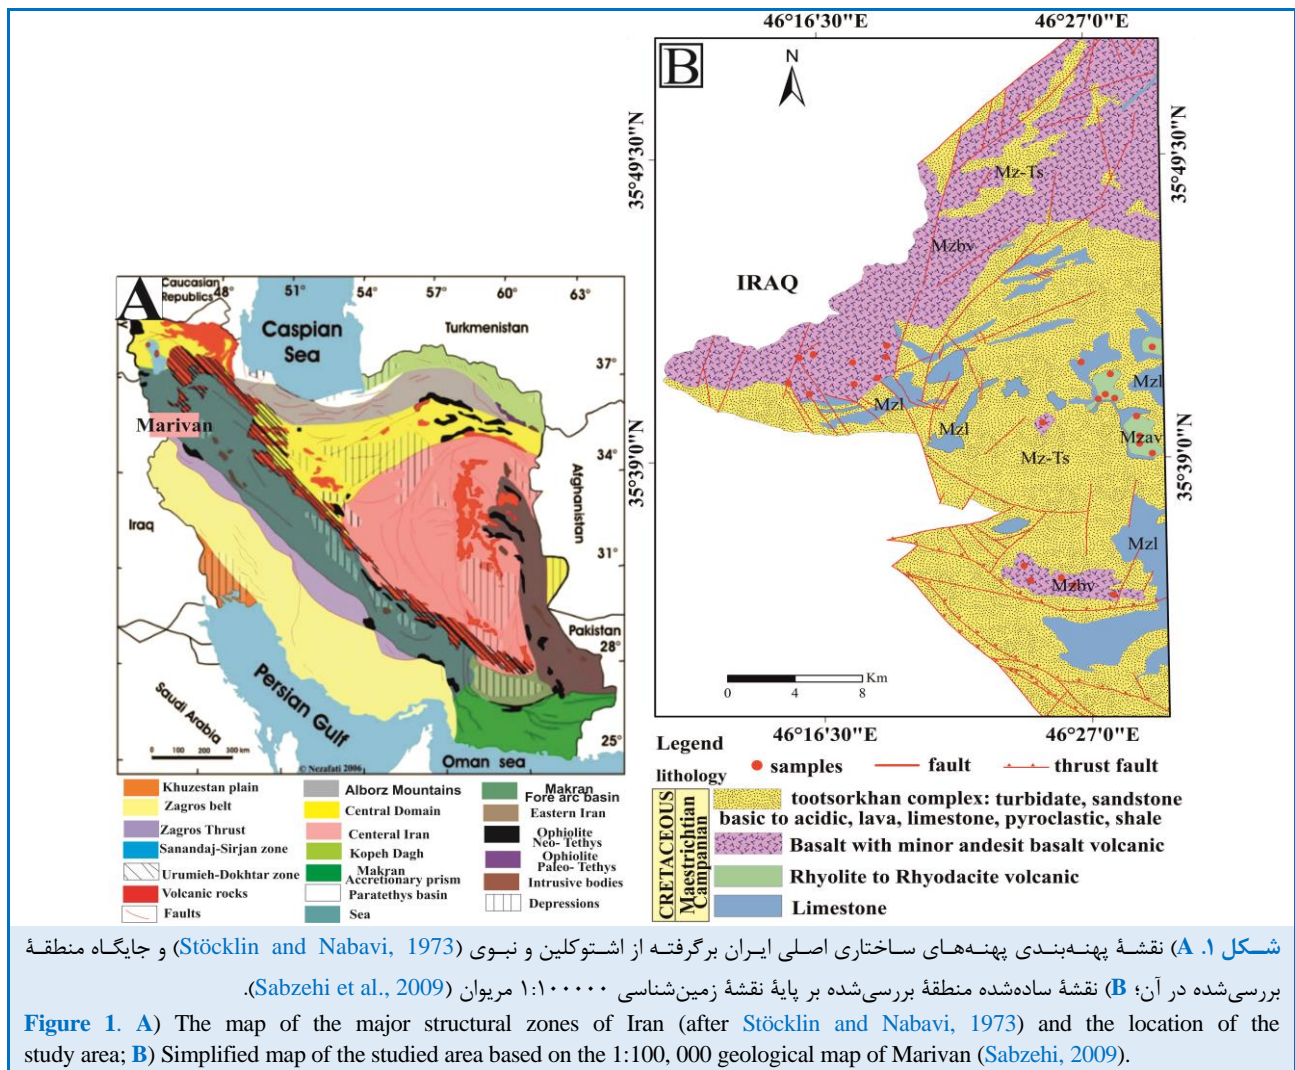 A
Caucasian
Republics
48°
51°
54°
57°
60°
63°
Caspian
Sea
Turkmenistan
37°
Marivan
34°
Afghanistan
Iraq
31°
Pakistan
28°
Persian Gulf
Saudi Arabia
25°
0 100 200 300 km
© Nezafati 2006
Oman sea
Khuzestan plain
Zagros belt
Zagros Thrust
Sanandaj-Sirjan zone
Urumieh-Dokhtar zone
Volcanic rocks
Faults
Alborz Mountains
Central Domain
Centeral Iran
Kopeh Dagh
Makran
Accretionary prism
Paratethys basin
Sea
Makran
Fore arc basin
Eastern Iran
Ophiolite
Neo- Tethys
Ophiolite
Paleo- Tethys
Intrusive bodies
Depressions
46°16'30"E
46°27'0"E
B
N
35°49'30"N
35°49'30"N
Mz-Ts
Mzbv
IRAQ
Mzl
Mzl
Mzl
Mzav
35°39'0"N
35°39'0"N
Mz-Ts
Mzl
Mzbv
Km
0 4 8
46°16'30"E
46°27'0"E
Legend
lithology
samples
fault
thrust fault
CRETACEOUS
Maestrichtian
Campanian
tootsorkhan complex: turbidate, sandstone
basic to acidic, lava, limestone, pyroclastic, shale
Basalt with minor andesit basalt volcanic
Rhyolite to Rhyodacite volcanic
Limestone
شکل ۱. A) نقشۀ پهنه‌بندی پهنه‌های ساختاری اصلی ایران برگرفته از اشتوکلین و نبوی (Stöcklin and Nabavi, 1973) و جایگاه منطقۀ
بررسی‌شده در آن؛ B) نقشۀ ساده‌شده منطقۀ بررسی‌شده بر پایۀ نقشۀ زمین‌شناسی ۱:۱۰۰۰۰۰ مریوان (Sabzehi et al., 2009).
Figure 1. A) The map of the major structural zones of Iran (after Stöcklin and Nabavi, 1973) and the location of the
study area; B) Simplified map of the studied area based on the 1:100, 000 geological map of Marivan (Sabzehi, 2009).